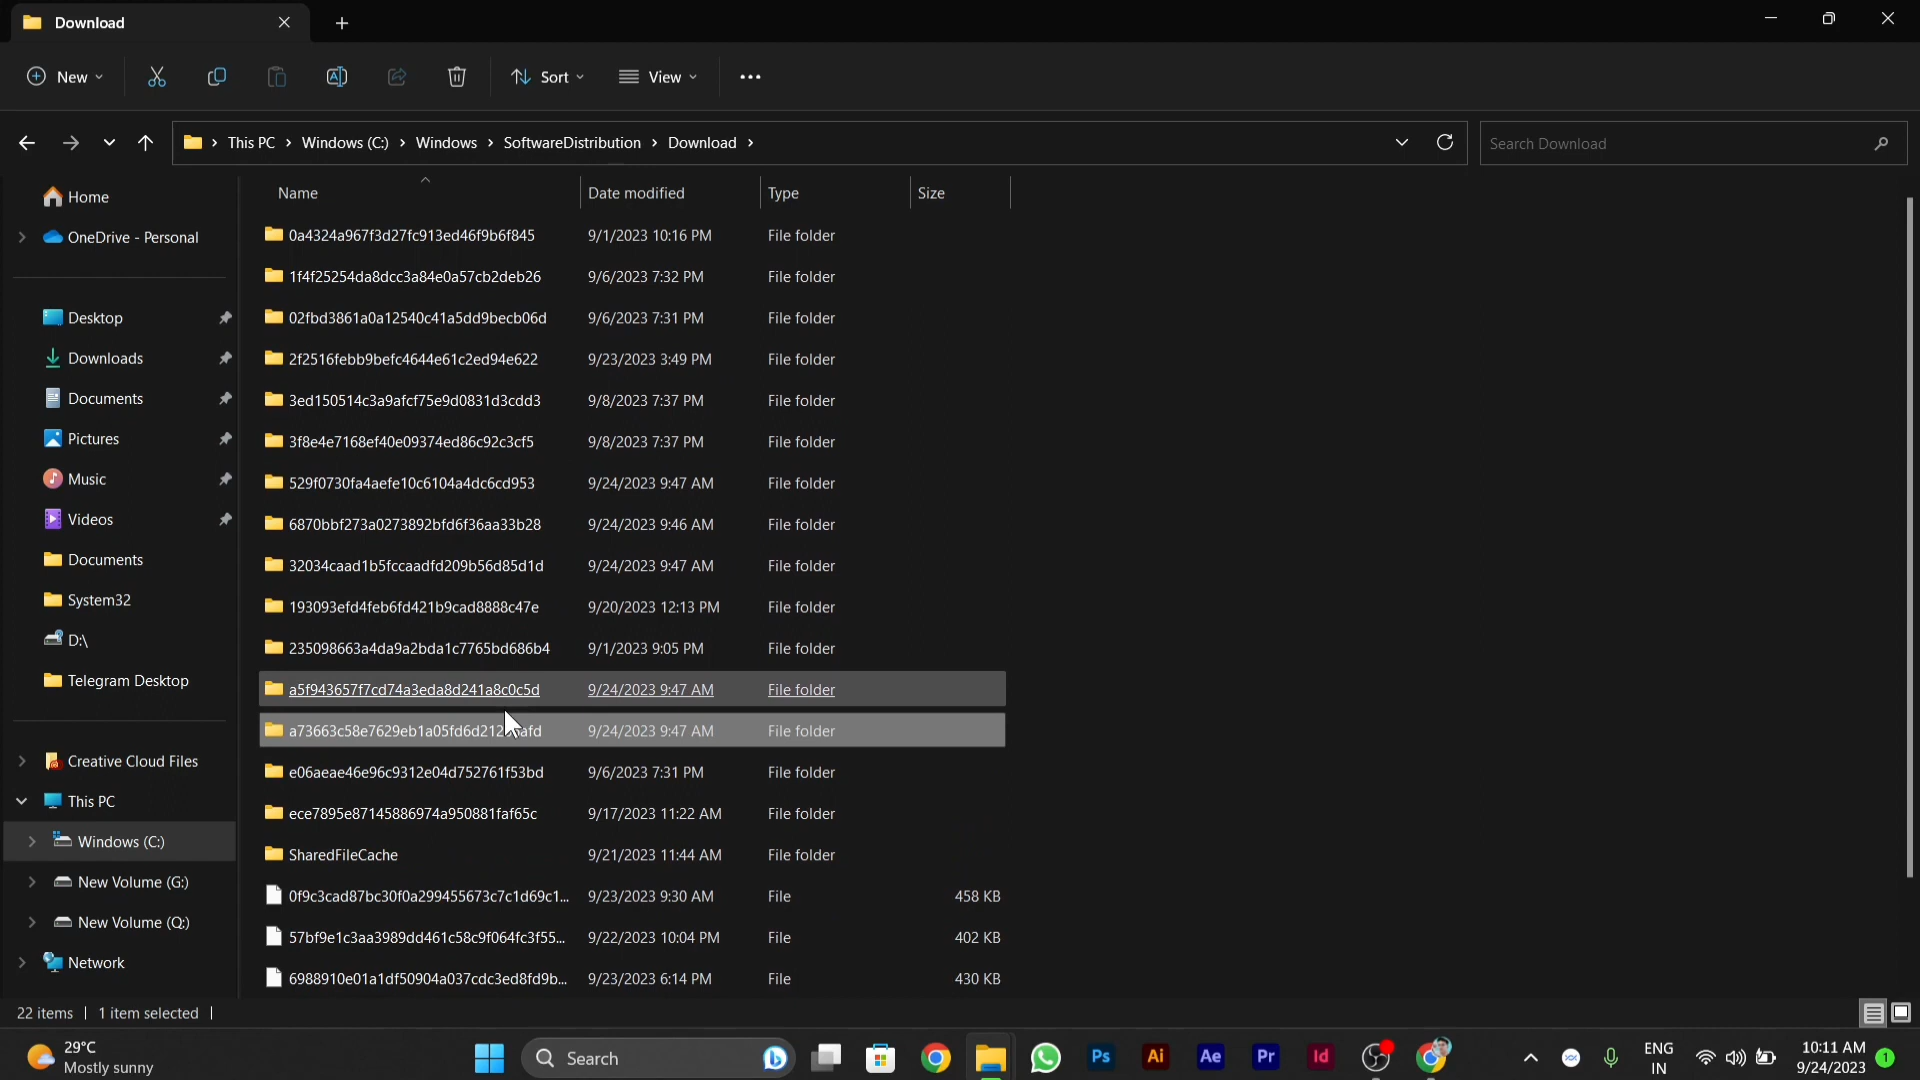 Download
New
Sort
View
This PC > Windows (C:) > Windows > SoftwareDistribution > Download >
Search Download
Home
OneDrive - Personal
Desktop
Downloads
Documents
Pictures
Music
Videos
Documents
System32
D:\
Telegram Desktop
Creative Cloud Files
This PC
Windows (C:)
New Volume (G:)
New Volume (Q:)
Network
Name Date modified Type Size
0a4324a967f3d27fc913ed46f9b6f845 9/1/2023 10:16 PM File folder
1f4f25254da8dcc3a84e0a57cb2deb26 9/6/2023 7:32 PM File folder
02fbd3861a0a12540c41a5dd9becb06d 9/6/2023 7:31 PM File folder
2f2516febb9befc4644e61c2ed94e622 9/23/2023 3:49 PM File folder
3ed150514c3a9afcf75e9d0831d3cdd3 9/8/2023 7:37 PM File folder
3f8e4e7168ef40e09374ed86c92c3cf5 9/8/2023 7:37 PM File folder
529f0730fa4aefe10c6104a4dc6cd953 9/24/2023 9:47 AM File folder
6870bbf273a0273892bfd6f36aa33b28 9/24/2023 9:46 AM File folder
32034caad1b5fccaadfd209b56d85d1d 9/24/2023 9:47 AM File folder
193093efd4feb6fd421b9cad8888c47e 9/20/2023 12:13 PM File folder
235098663a4da9a2bda1c7765bd686b4 9/1/2023 9:05 PM File folder
a5f943657f7cd74a3eda8d241a8c0c5d 9/24/2023 9:47 AM File folder
9/24/2023 9:47 AM File folder
e06aeae46e96c9312e04d752761f53bd 9/6/2023 7:31 PM File folder
ece7895e87145886974a950881faf65c 9/17/2023 11:22 AM File folder
SharedFileCache 9/21/2023 11:44 AM File folder
0f9c3cad87bc30f0a299455673c7c1d69c1... 9/23/2023 9:30 AM File 458 KB
57bf9e1c3aa3989dd461c58c9f064fc3f55... 9/22/2023 10:04 PM File 402 KB
6988910e01a1df50904a037cdc3ed8fd9b... 9/23/2023 6:14 PM File 430 KB
22 items 1 item selected
29°C
Mostly sunny
Search
Ps
Ai
Ae
Pr
Id
ENG
IN
10:11 AM
9/24/2023
1